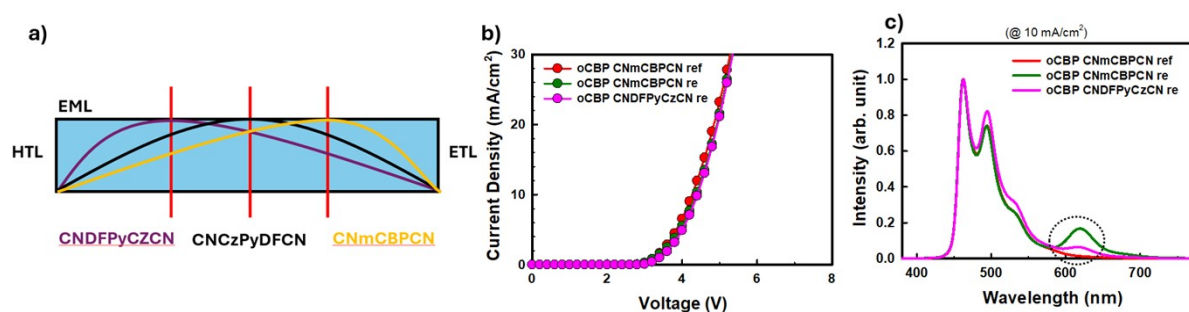 a)
EML
HTL
ETL
CNDFPyCZCN CNCzPyDFCN CNmCBPCN
b)
Current Density (mA/cm²)
30
20
10
0
oCBP CNmCBPCN ref
oCBP CNmCBPCN re
oCBP CNDFPyCzCN re
0 2 4 6 8
Voltage (V)
c)
(@ 10 mA/cm²)
Intensity (arb. unit)
1.2
1.0
0.8
0.6
0.4
0.2
0.0
oCBP CNmCBPCN ref
oCBP CNmCBPCN re
oCBP CNDFPyCzCN re
400 500 600 700
Wavelength (nm)